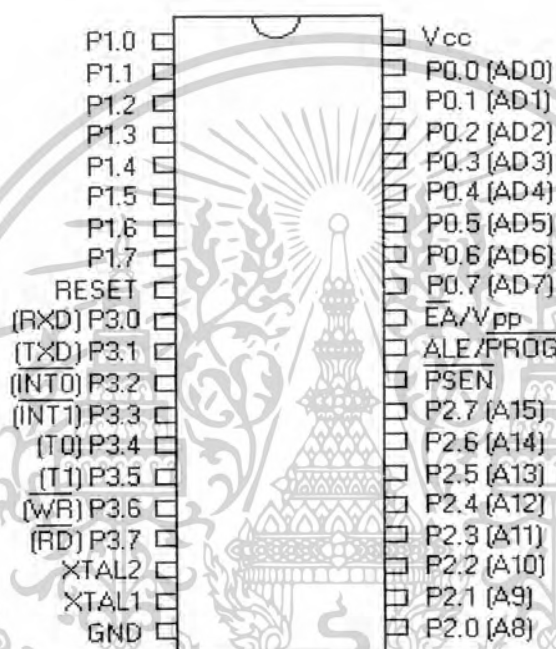 P1.0
P1.1
P1.2
P1.3
P1.4
P1.5
P1.6
P1.7
RESET
(RXD) P3.0
(TXD) P3.1
(INT0) P3.2
(INT1) P3.3
(T0) P3.4
(T1) P3.5
(WR) P3.6
(RD) P3.7
XTAL2
XTAL1
GND
Vcc
P0.0 (AD0)
P0.1 (AD1)
P0.2 (AD2)
P0.3 (AD3)
P0.4 (AD4)
P0.5 (AD5)
P0.6 (AD6)
P0.7 (AD7)
EA/Vpp
ALE/PROG
PSEN
P2.7 (A15)
P2.6 (A14)
P2.5 (A13)
P2.4 (A12)
P2.3 (A11)
P2.2 (A10)
P2.1 (A9)
P2.0 (A8)